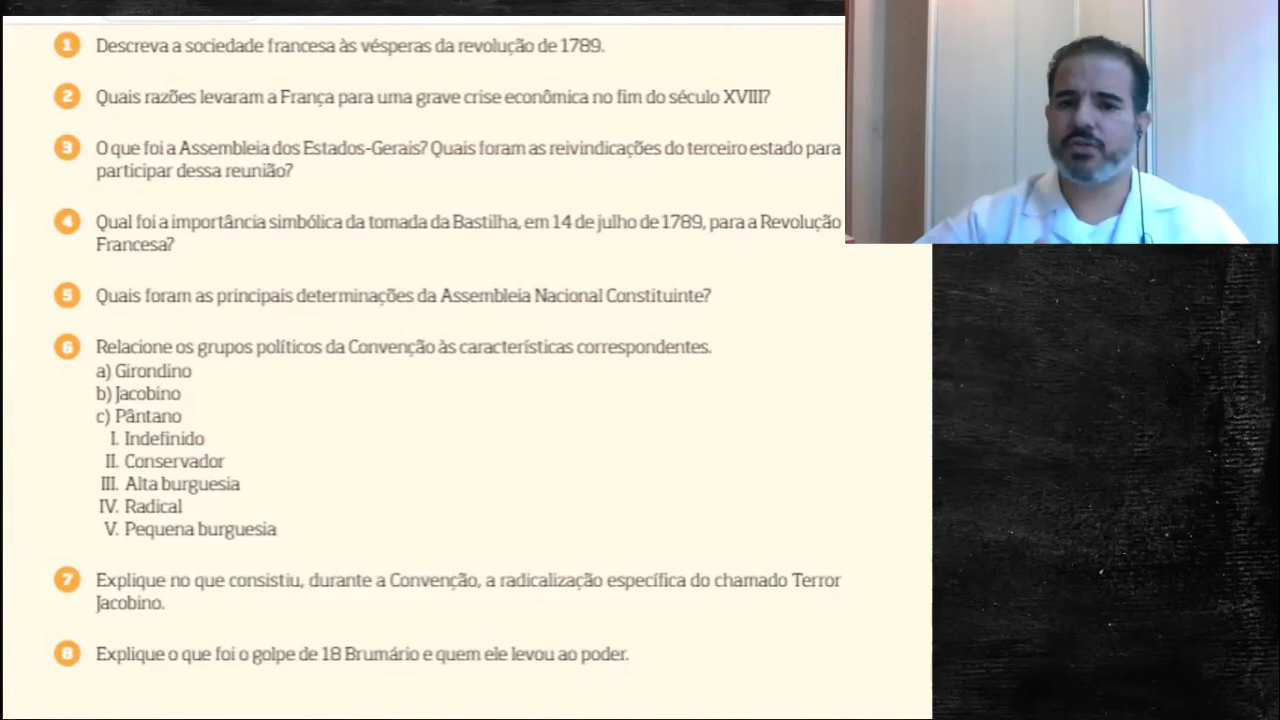 1 Descreva a sociedade francesa às vésperas da revolução de 1789.
2 Quais razões levaram a França para uma grave crise econômica no fim do século XVIII?
3 O que foi a Assembleia dos Estados-Gerais? Quais foram as reivindicações do terceiro estado para
participar dessa reunião?
4 Qual foi a importância simbólica da tomada da Bastilha, em 14 de julho de 1789, para a Revolução
Francesa?
5 Quais foram as principais determinações da Assembleia Nacional Constituinte?
6 Relacione os grupos políticos da Convenção às características correspondentes.
a) Girondino
b) Jacobino
c) Pântano
I. Indefinido
II. Conservador
III. Alta burguesia
IV. Radical
V. Pequena burguesia
7 Explique no que consistiu, durante a Convenção, a radicalização específica do chamado Terror
Jacobino.
8 Explique o que foi o golpe de 18 Brumário e quem ele levou ao poder.